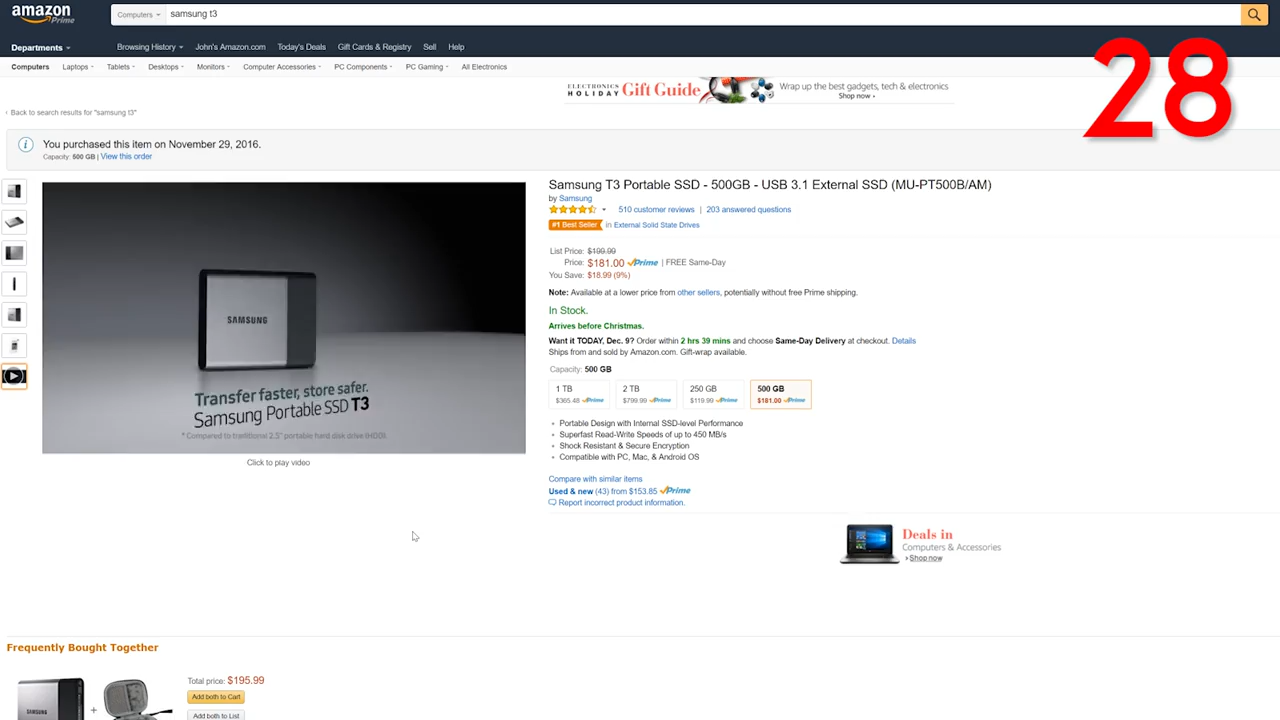 amazon
Prime
Computers
samsung t3
Departments
Browsing History
John's Amazon.com
Today's Deals
Gift Cards & Registry
Sell
Help
Computers
Laptops
Tablets
Desktops
Monitors
Computer Accessories
PC Components
PC Gaming
All Electronics
28
ELECTRONICS
HOLIDAY Gift Guide
Wrap up the best gadgets, tech & electronics
Shop now ›
‹ Back to search results for "samsung t3"
You purchased this item on November 29, 2016.
Capacity: 500 GB | View this order
SAMSUNG
Transfer faster, store safer.
Samsung Portable SSD T3
* Compared to traditional 2.5" portable hard disk drive (HDD).
Click to play video
Samsung T3 Portable SSD - 500GB - USB 3.1 External SSD (MU-PT500B/AM)
by Samsung
510 customer reviews | 203 answered questions
#1 Best Seller in External Solid State Drives
List Price: $199.99
Price: $181.00 Prime | FREE Same-Day
You Save: $18.99 (9%)
Note: Available at a lower price from other sellers, potentially without free Prime shipping.
In Stock.
Arrives before Christmas.
Want it TODAY, Dec. 9? Order within 2 hrs 39 mins and choose Same-Day Delivery at checkout. Details
Ships from and sold by Amazon.com. Gift-wrap available.
Capacity: 500 GB
1 TB
$365.48 Prime
2 TB
$799.99 Prime
250 GB
$119.99 Prime
500 GB
$181.00 Prime
Portable Design with Internal SSD-level Performance
Superfast Read-Write Speeds of up to 450 MB/s
Shock Resistant & Secure Encryption
Compatible with PC, Mac, & Android OS
Compare with similar items
Used & new (43) from $153.85 Prime
Report incorrect product information.
Deals in
Computers & Accessories
› Shop now
Frequently Bought Together
SAMSUNG
+
Total price: $195.99
Add both to Cart
Add both to List